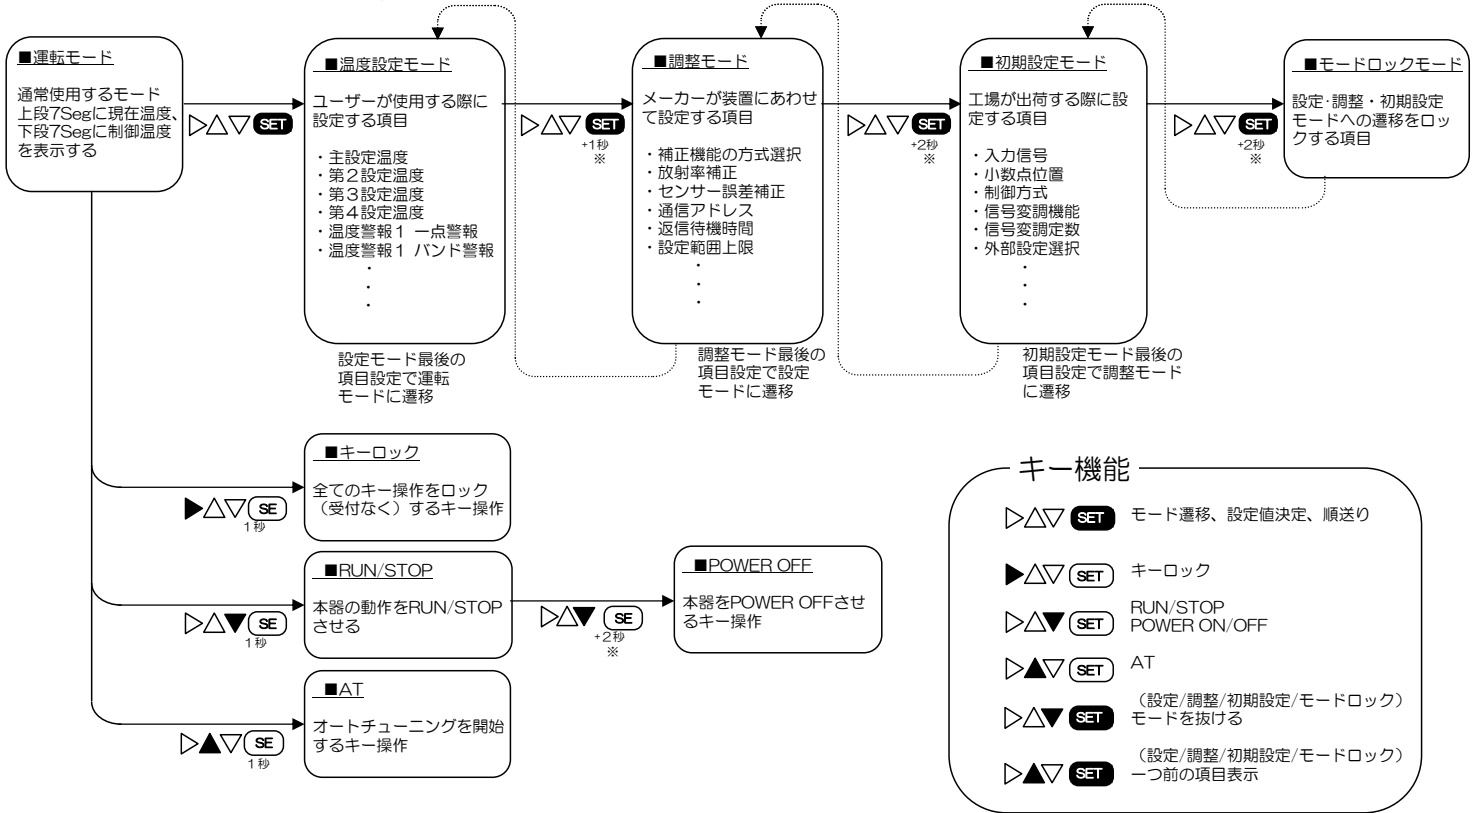 ■運転モード
通常使用するモード
上段7Segに現在温度、
下段7Segに制御温度
を表示する
▷△▽ SET
■温度設定モード
ユーザーが使用する際に
設定する項目
・主設定温度
・第2設定温度
・第3設定温度
・第4設定温度
・温度警報1 一点警報
・温度警報1 バンド警報
・
・
・
設定モード最後の
項目設定で運転
モードに遷移
▷△▽ SET
+1秒
※
■調整モード
メーカーが装置にあわせ
て設定する項目
・補正機能の方式選択
・放射率補正
・センサー誤差補正
・通信アドレス
・返信待機時間
・設定範囲上限
・
・
・
調整モード最後の
項目設定で設定
モードに遷移
▷△▽ SET
+2秒
※
■初期設定モード
工場が出荷する際に設
定する項目
・入力信号
・小数点位置
・制御方式
・信号変調機能
・信号変調定数
・外部設定選択
・
・
・
初期設定モード最後の
項目設定で調整モード
に遷移
▷△▽ SET
+2秒
※
■モードロックモード
設定・調整・初期設定
モードへの遷移をロッ
クする項目
▶△▽ SE
1秒
■キーロック
全てのキー操作をロック
（受付なく）するキー操作
▷△▼ SE
1秒
■RUN/STOP
本器の動作をRUN/STOP
させる
▷△▼ SE
+2秒
※
■POWER OFF
本器をPOWER OFFさせ
るキー操作
▷▲▽ SE
1秒
■AT
オートチューニングを開始
するキー操作
キー機能
▷△▽ SET モード遷移、設定値決定、順送り
▶△▽ SET キーロック
▷△▼ SET RUN/STOP
POWER ON/OFF
▷▲▽ SET AT
▷△▼ SET （設定/調整/初期設定/モードロック）
モードを抜ける
▷▲▽ SET （設定/調整/初期設定/モードロック）
一つ前の項目表示